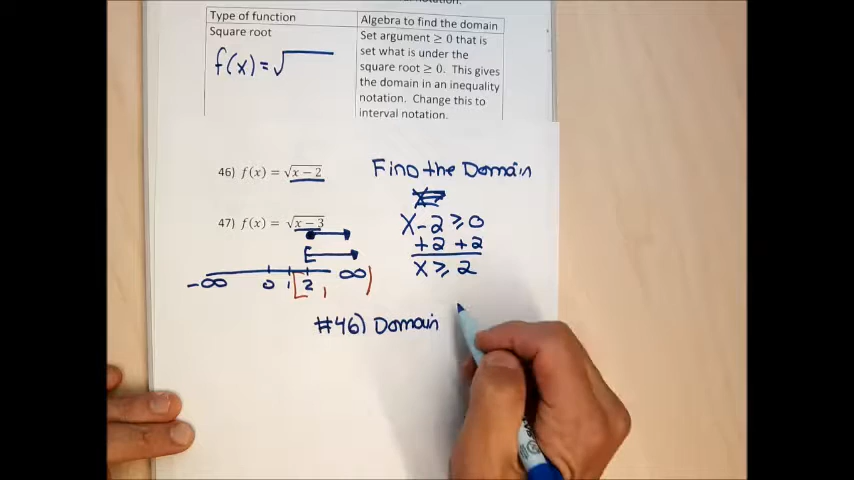 notation.
Type of function Algebra to find the domain
Square root Set argument ≥ 0 that is
set what is under the
f(x) = √ square root ≥ 0. This gives
the domain in an inequality
notation. Change this to
interval notation.
46) f(x) = √x − 2 Find the Domain
47) f(x) = √x − 3 x-2 ≥ 0
+2 +2
x ≥ 2
-∞ 0 1 2 ∞
#46) Domain